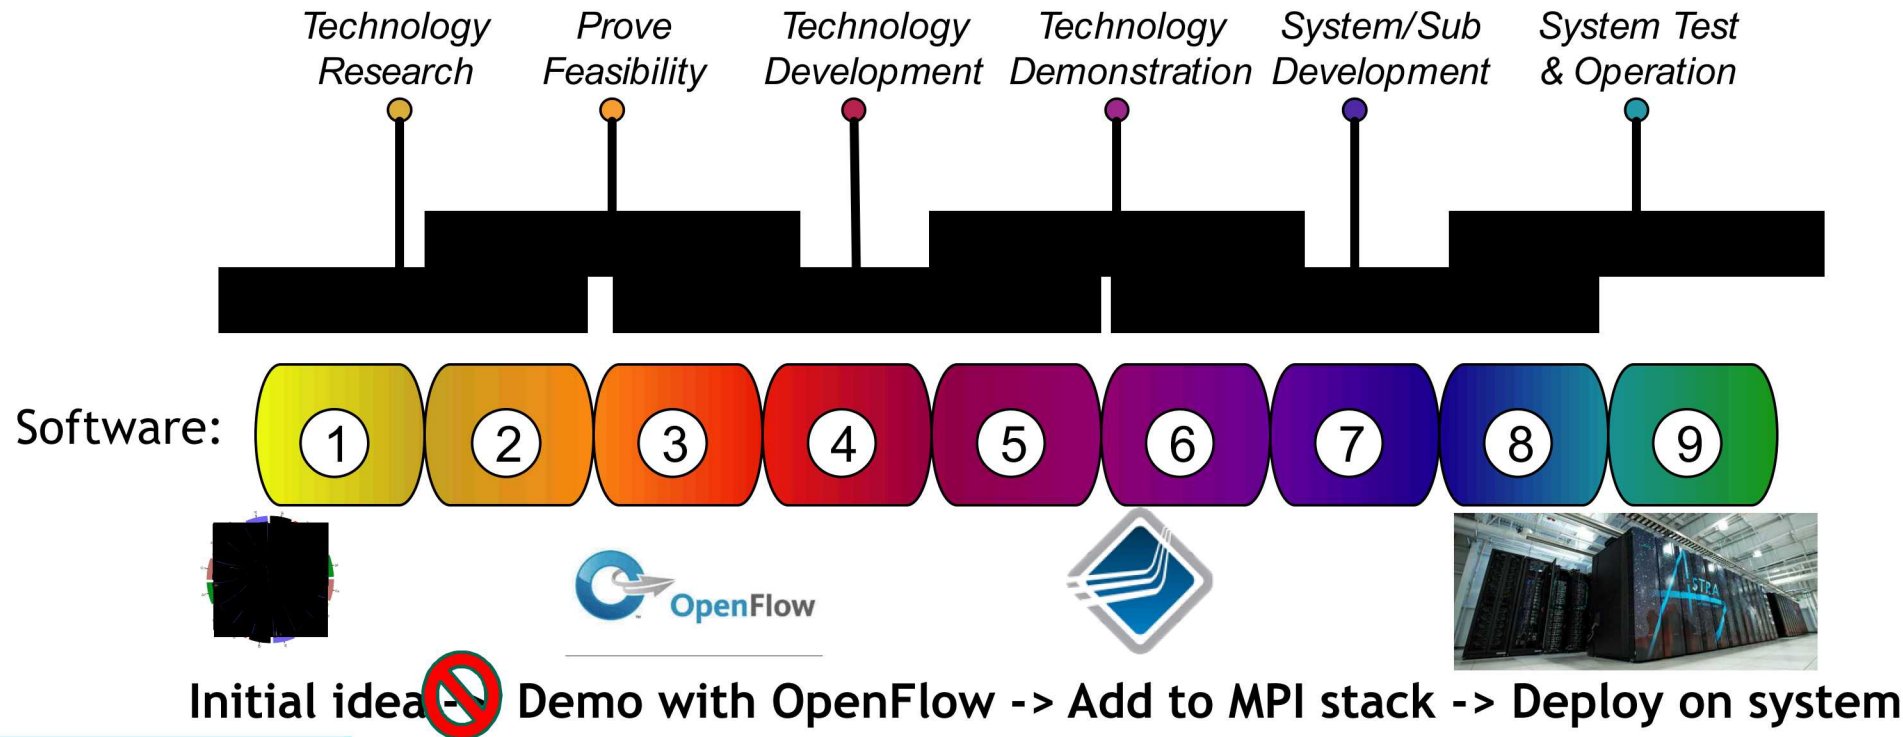 Technology Research
Prove Feasibility
Technology Development
Technology Demonstration
System/Sub Development
System Test & Operation
Software:
1 2 3 4 5 6 7 8 9
OpenFlow
ASTRA
Initial idea -> Demo with OpenFlow -> Add to MPI stack -> Deploy on system